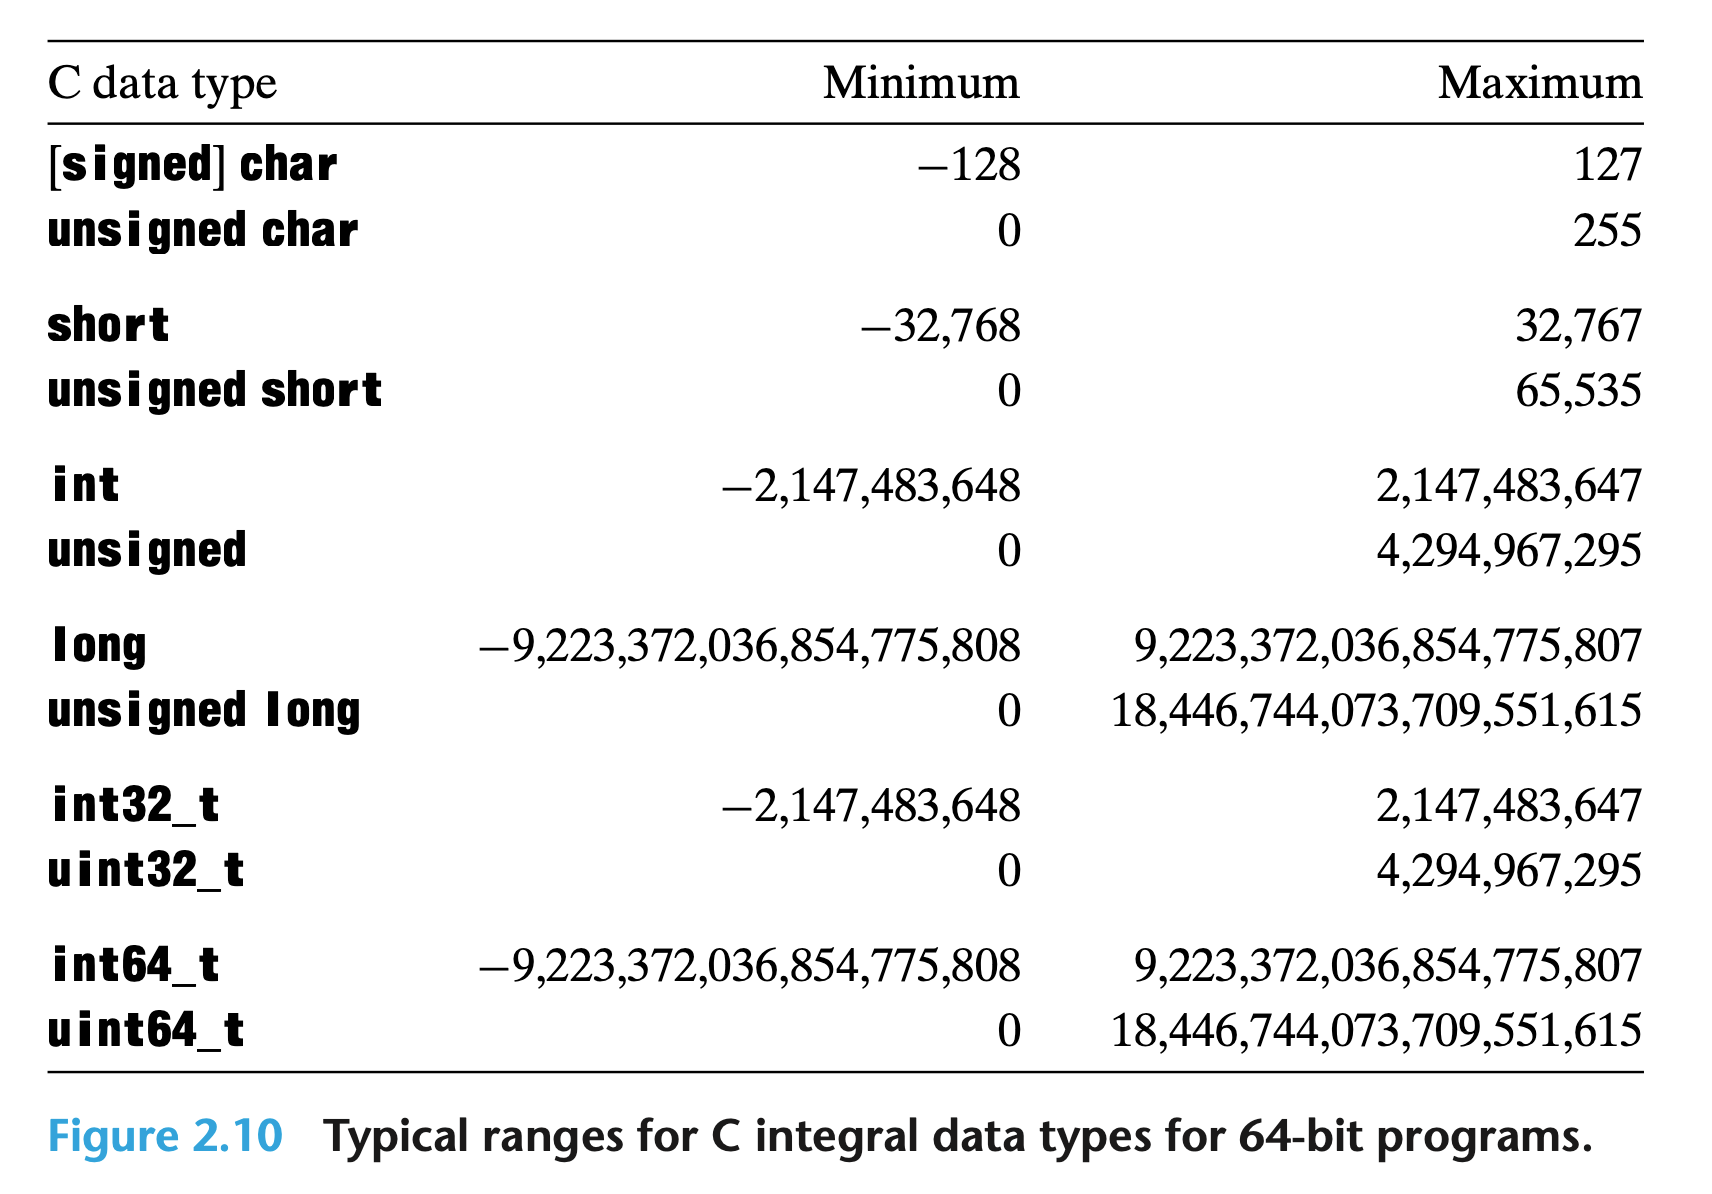 C data type Minimum Maximum
[signed] char −128 127
unsigned char 0 255
short −32,768 32,767
unsigned short 0 65,535
int −2,147,483,648 2,147,483,647
unsigned 0 4,294,967,295
long −9,223,372,036,854,775,808 9,223,372,036,854,775,807
unsigned long 0 18,446,744,073,709,551,615
int32_t −2,147,483,648 2,147,483,647
uint32_t 0 4,294,967,295
int64_t −9,223,372,036,854,775,808 9,223,372,036,854,775,807
uint64_t 0 18,446,744,073,709,551,615
Figure 2.10 Typical ranges for C integral data types for 64-bit programs.